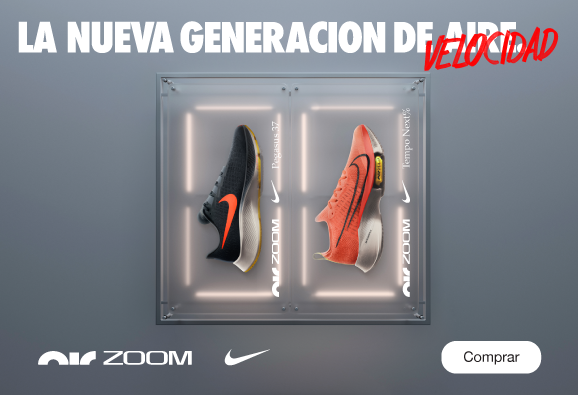 LA NUEVA GENERACION DE AIRE
VELOCIDAD
Pegasus 37
air ZOOM
Tempo Next%
air ZOOM
air ZOOM
Comprar